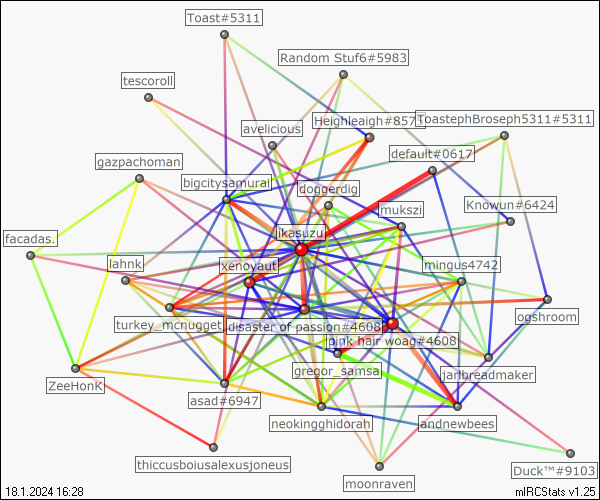 Toast#5311
Random Stuf6#5983
tescoroll
Heighleaigh#857
ToastephBroseph5311#5311
avelicious
default#0617
gazpachoman
bigcitysamurai
doggerdig
Knowun#6424
mukszi
ikasuzu
facadas.
lahnk
xenoyaut
minus4742
ogshroom
turkey_mcnugget
disaster of passion#4608
pink hair woag#4608
gregor_samsa
jarlbreadmaker
ZeeHonK
asad#6947
neokingghidorah
andnewbees
thiccusboiusalexusjoneus
moonraven
Duck™#9103
18.1.2024 16:28
mIRCStats v1.25